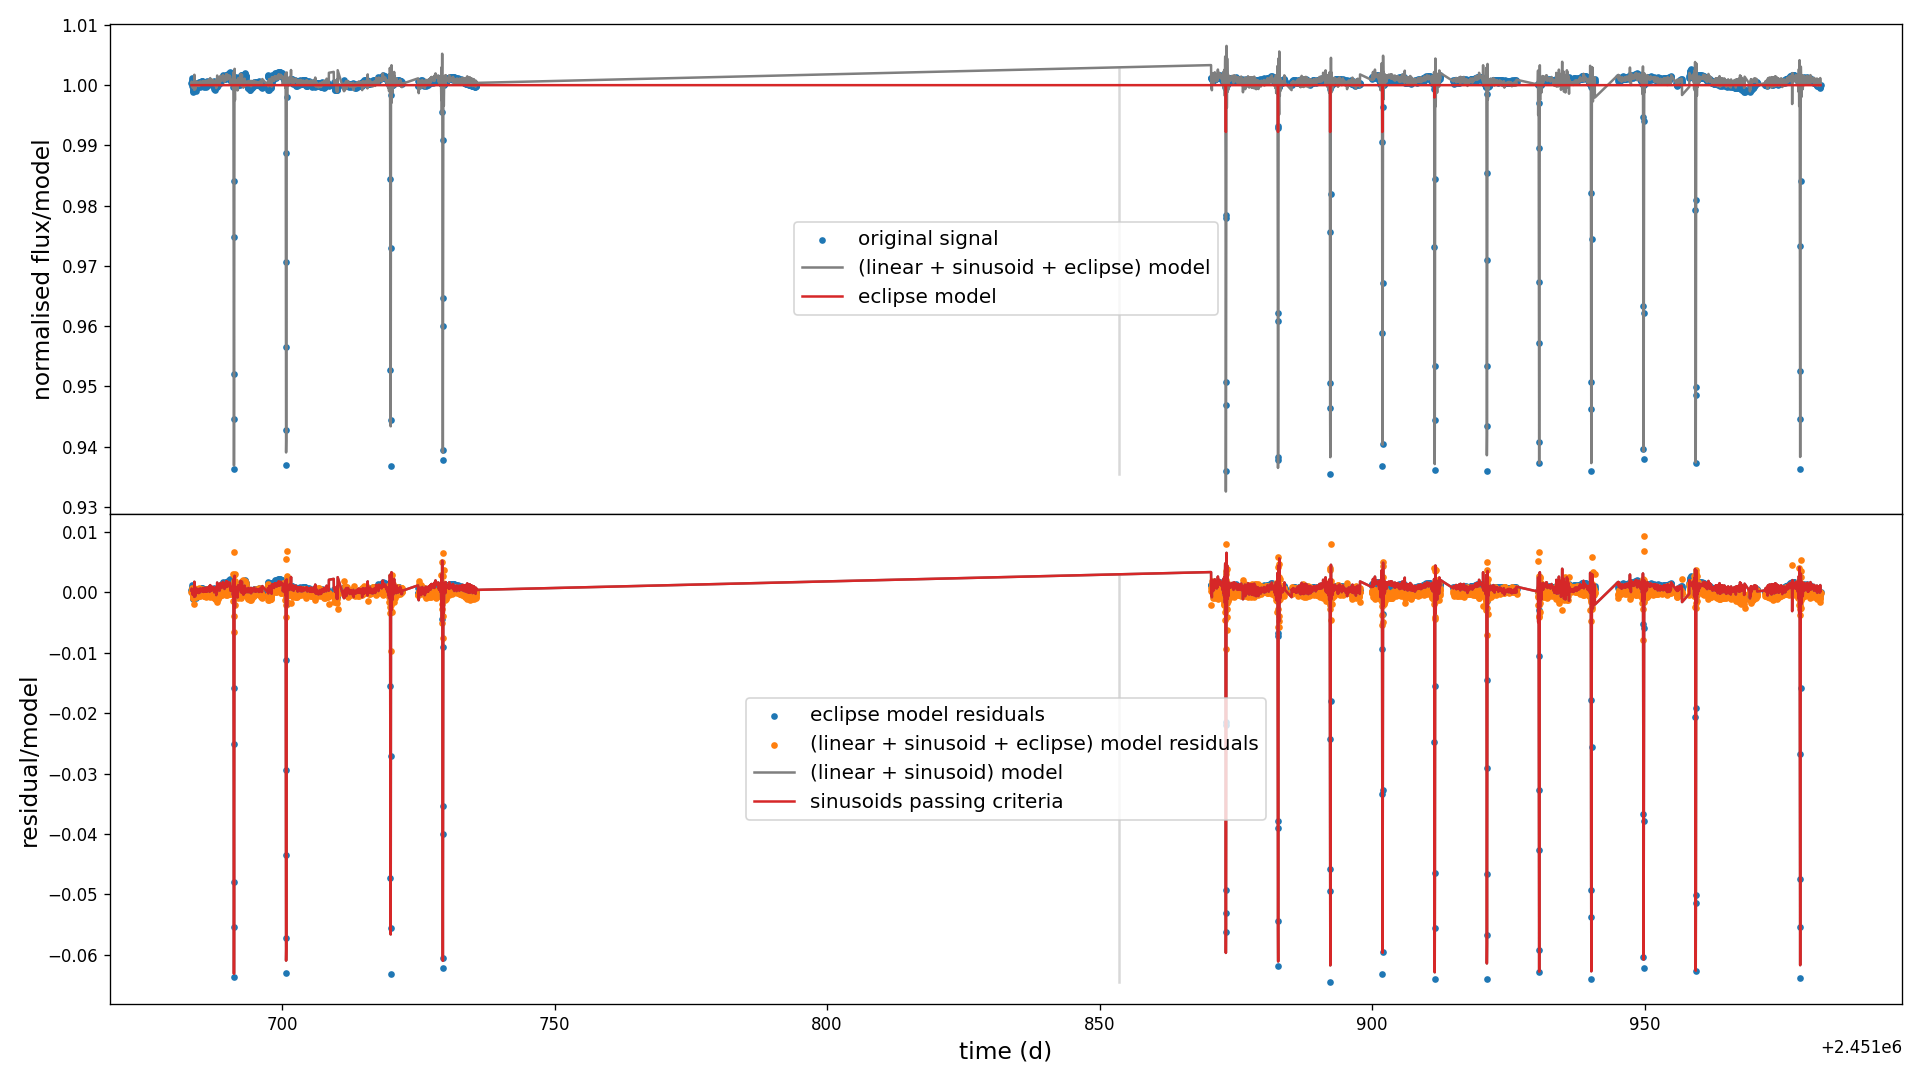 1.01
1.00
0.99
0.98
0.97
0.96
0.95
0.94
0.93
normalised flux/model
original signal
(linear + sinusoid + eclipse) model
eclipse model
0.01
0.00
−0.01
−0.02
−0.03
−0.04
−0.05
−0.06
residual/model
eclipse model residuals
(linear + sinusoid + eclipse) model residuals
(linear + sinusoid) model
sinusoids passing criteria
700 750 800 850 900 950
time (d)
+2.451e6